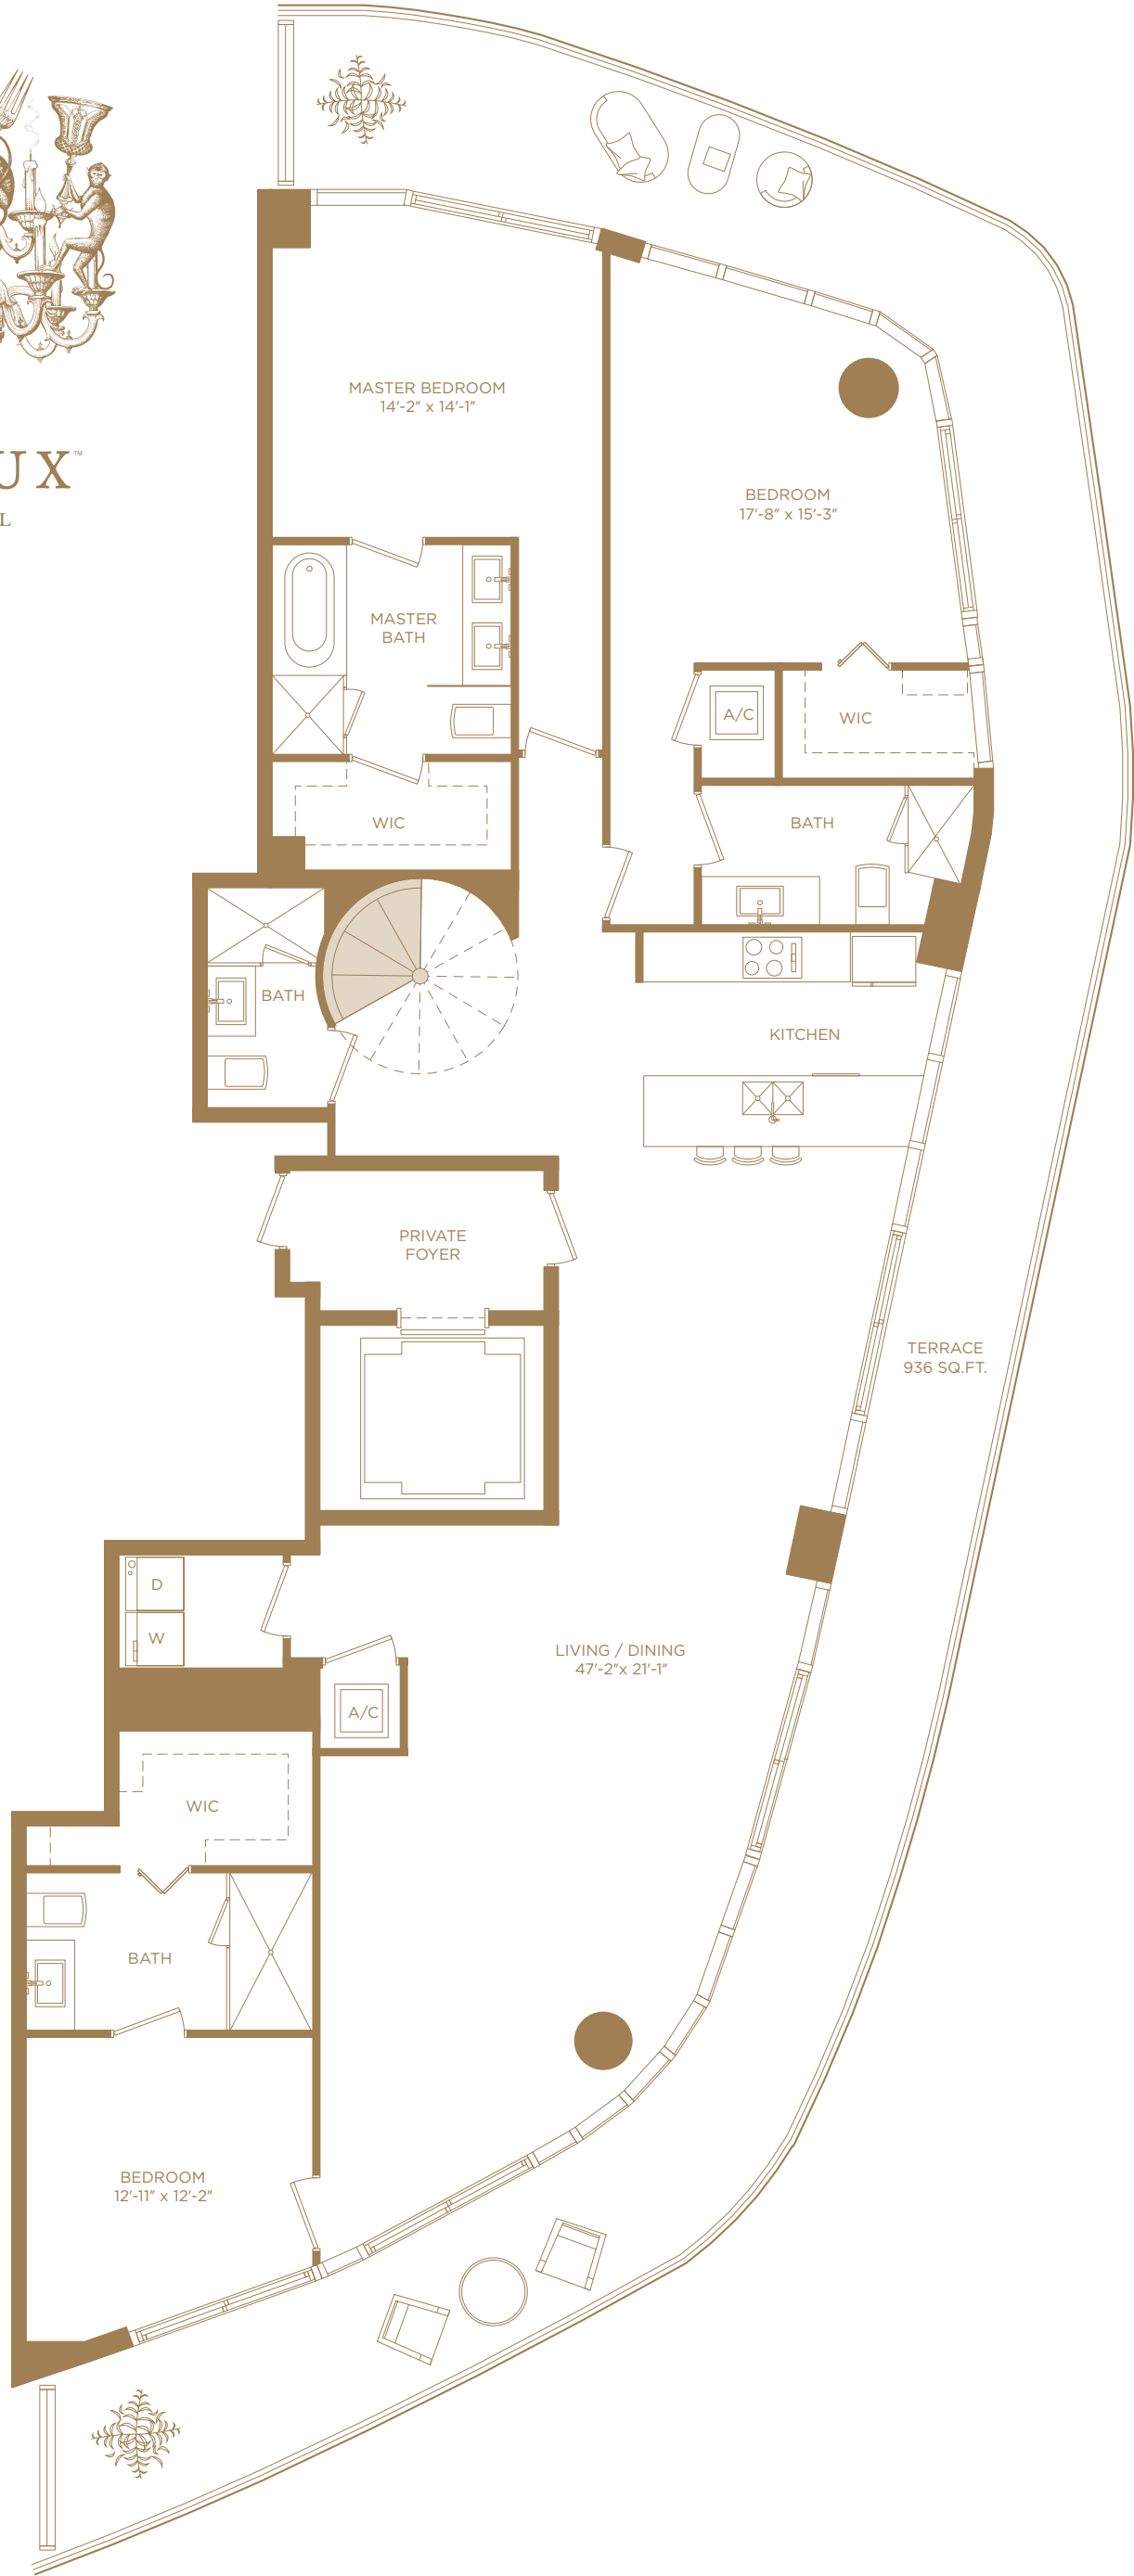 UX™
L
MASTER BEDROOM
14'-2" x 14'-1"
BEDROOM
17'-8" x 15'-3"
MASTER
BATH
A/C
WIC
WIC
BATH
BATH
KITCHEN
PRIVATE
FOYER
TERRACE
936 SQ.FT.
D
W
LIVING / DINING
47'-2"x 21'-1"
A/C
WIC
BATH
BEDROOM
12'-11" x 12'-2"